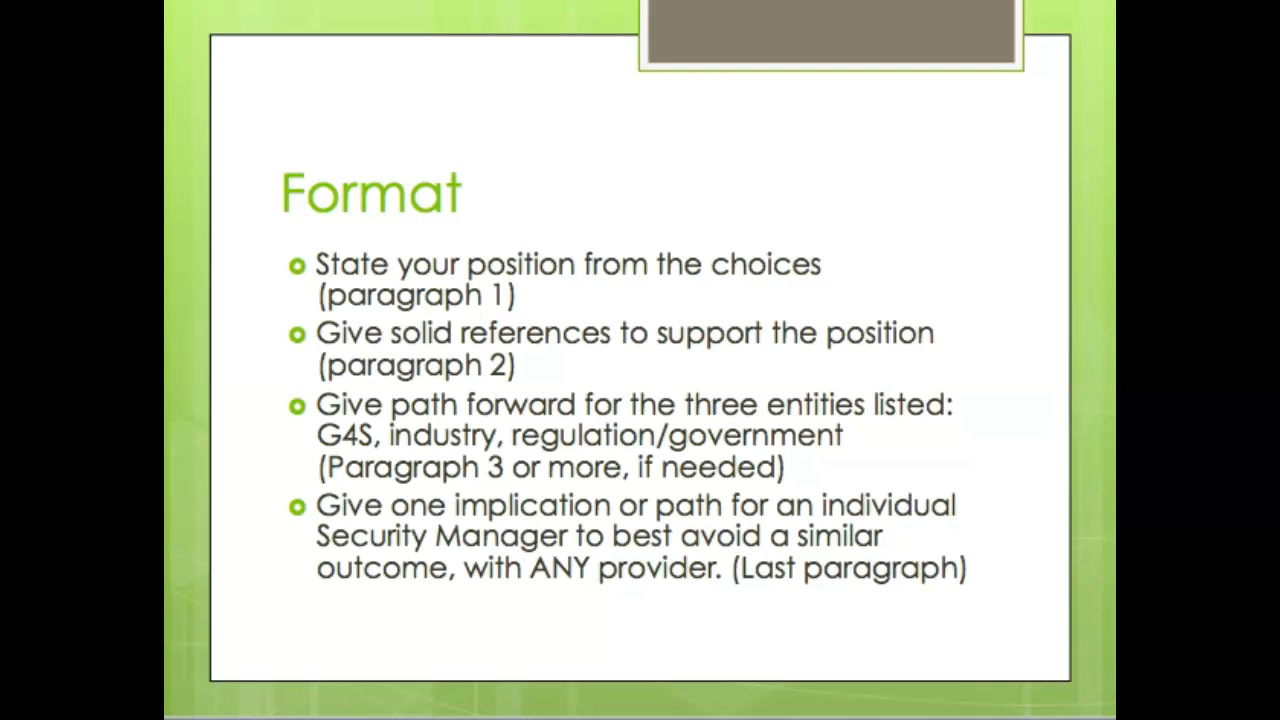 Format
State your position from the choices
(paragraph 1)
Give solid references to support the position
(paragraph 2)
Give path forward for the three entities listed:
G4S, industry, regulation/government
(Paragraph 3 or more, if needed)
Give one implication or path for an individual
Security Manager to best avoid a similar
outcome, with ANY provider. (Last paragraph)